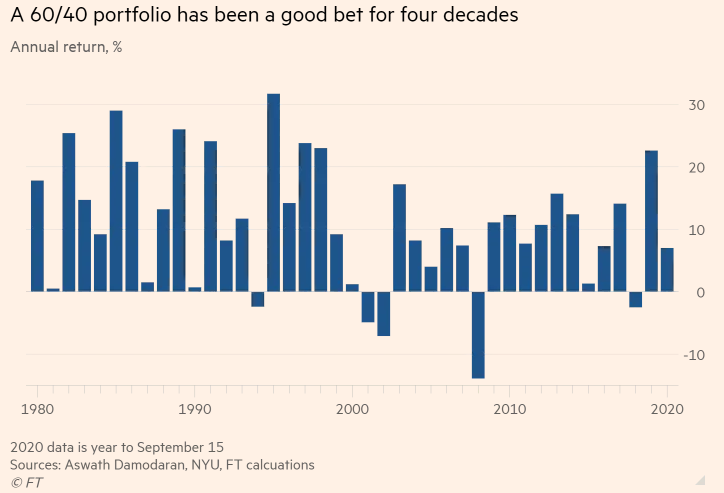 A 60/40 portfolio has been a good bet for four decades
Annual return, %
30
20
10
0
-10
1980 1990 2000 2010 2020
2020 data is year to September 15
Sources: Aswath Damodaran, NYU, FT calcuations
© FT